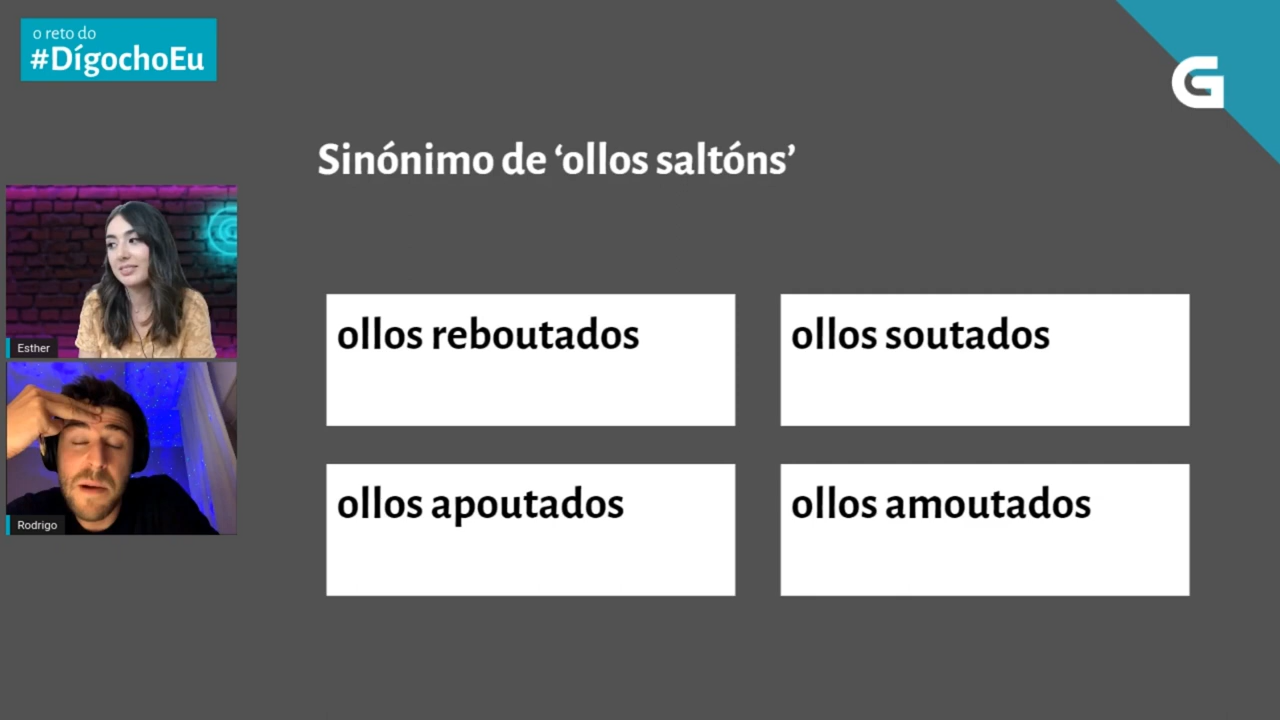 o reto do
#DígochoEu
G
Sinónimo de ‘ollos saltóns’
ollos reboutados
ollos soutados
ollos apoutados
ollos amoutados
Esther
Rodrigo